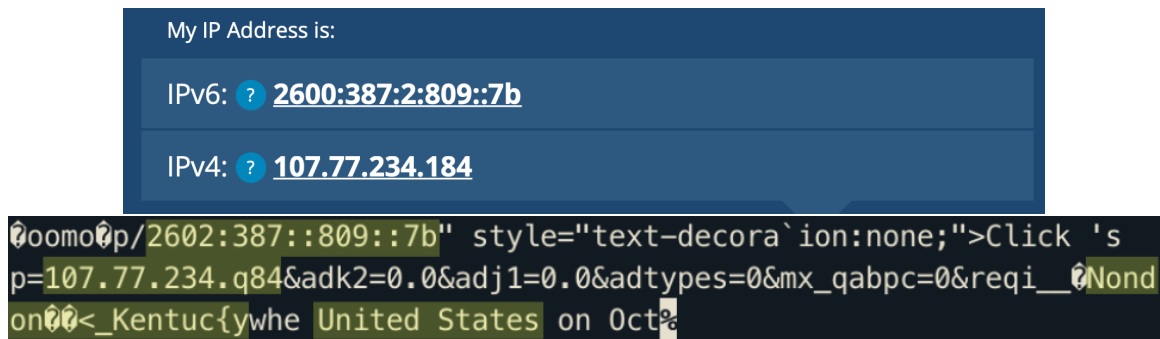 My IP Address is:
IPv6: ? 2600:387:2:809::7b
IPv4: ? 107.77.234.184
�oomo�p/2602:387::809::7b" style="text-decora`ion:none;">Click 's
p=107.77.234.q84&adk2=0.0&adj1=0.0&adtypes=0&mx_qabpc=0&reqi__�Nond
on��<_Kentuc{ywhe United States on Oct%